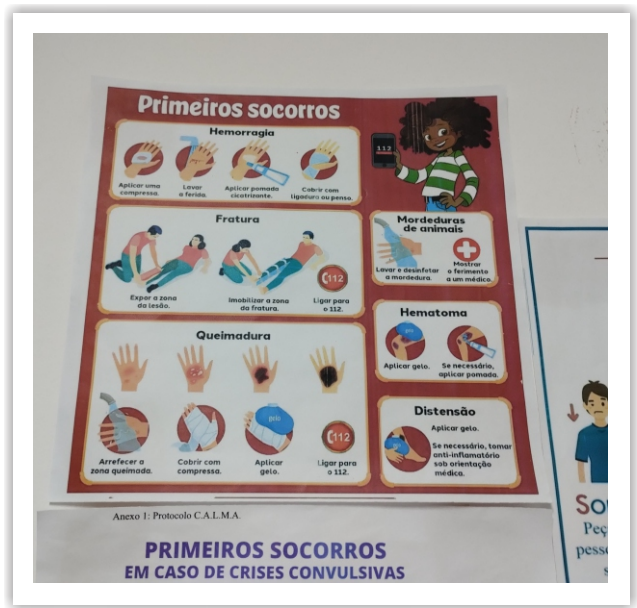 Primeiros socorros
112
Hemorragia
Aplicar uma
compressa.
Lavar
a ferida.
Aplicar pomada
cicatrizante.
Cobrir com
ligadura ou penso.
Fratura
Expor a zona
da lesão.
Imobilizar a zona
da fratura.
112
Ligar para
o 112.
Queimadura
Arrefecer a
zona queimada.
Cobrir com
compressa.
Aplicar
gelo.
112
Ligar para
o 112.
Mordeduras
de animais
Lavar e desinfetar
a mordedura.
Mostrar
o ferimento
a um médico.
Hematoma
Aplicar gelo.
Se necessário,
aplicar pomada.
Distensão
Aplicar gelo.
Se necessário, tomar
anti-inflamatório
sob orientação
médica.
Anexo 1: Protocolo C.A.L.M.A.
PRIMEIROS SOCORROS
EM CASO DE CRISES CONVULSIVAS